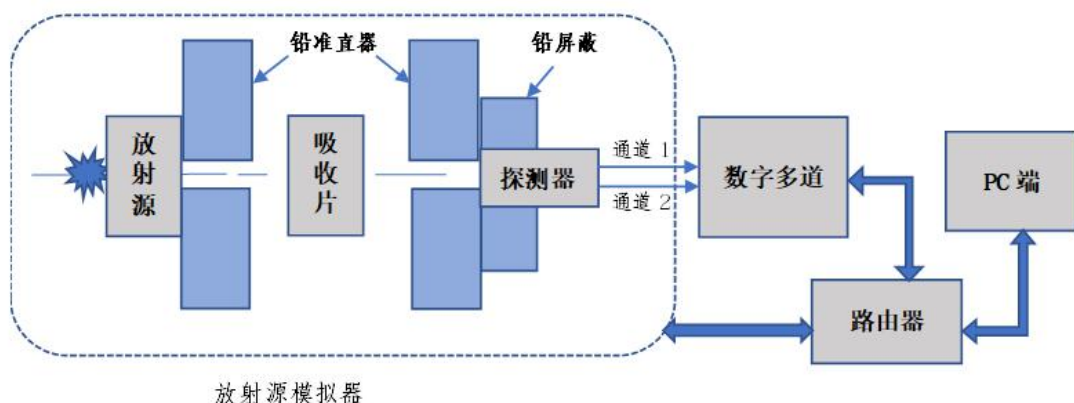 铅准直器
铅屏蔽
放射源
吸收片
探测器
通道 1
通道 2
数字多道
PC 端
路由器
放射源模拟器